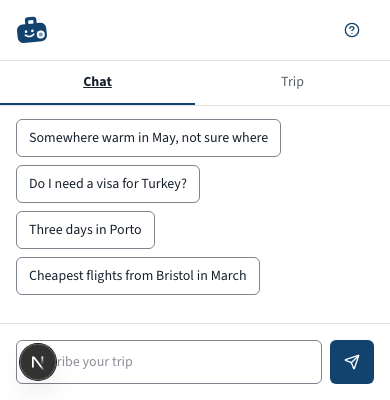 Chat
Trip
Somewhere warm in May, not sure where
Do I need a visa for Turkey?
Three days in Porto
Cheapest flights from Bristol in March
N
your trip